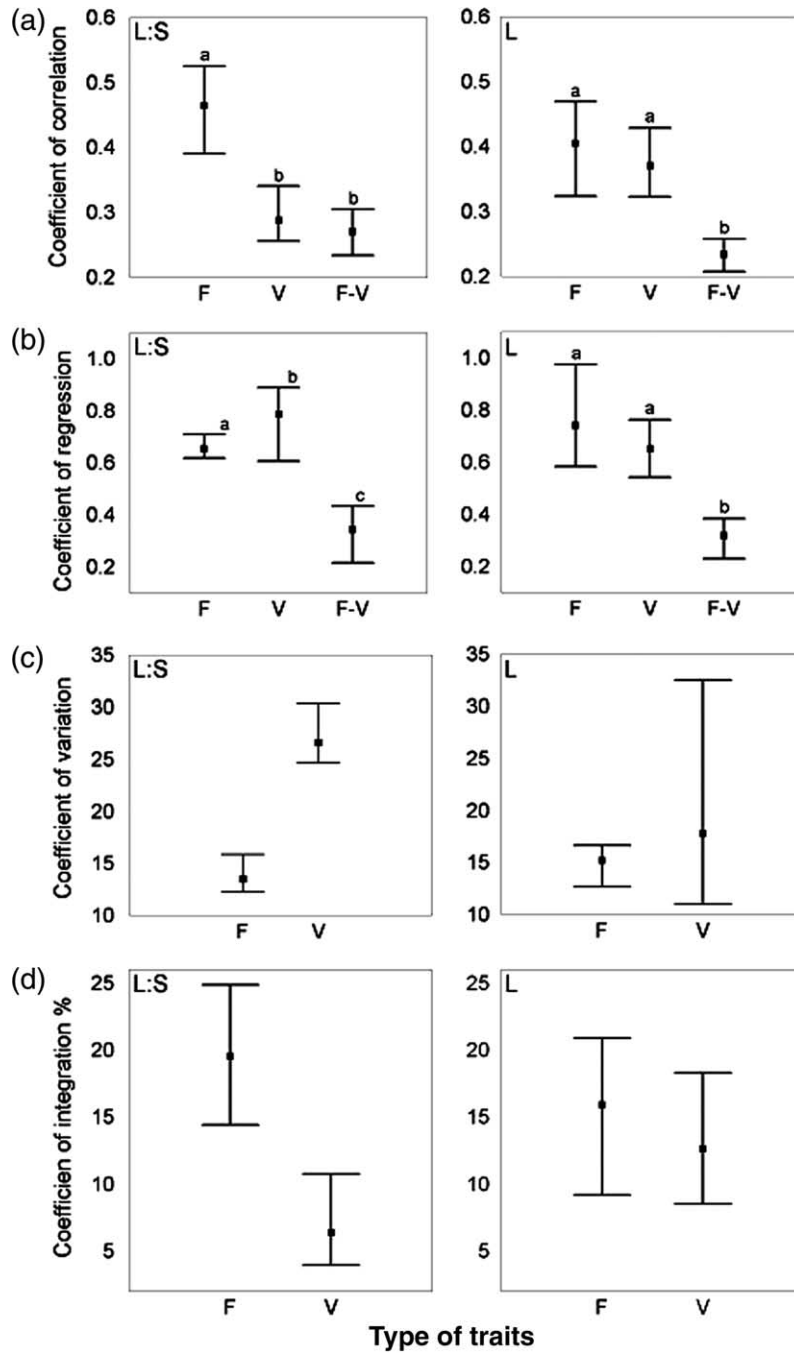 (a)
Coefficient of correlation
0.6
0.5
0.4
0.3
0.2
L:S
a
b
b
F V F-V
0.6
0.5
0.4
0.3
0.2
L
a
a
b
F V F-V
(b)
Coefficient of regression
1.0
0.8
0.6
0.4
0.2
L:S
a
b
c
F V F-V
1.0
0.8
0.6
0.4
0.2
L
a
a
b
F V F-V
(c)
Coefficient of variation
35
30
25
20
15
10
L:S
F V
35
30
25
20
15
10
L
F V
(d)
Coefficien of integration %
25
20
15
10
5
L:S
F V
25
20
15
10
5
L
F V
Type of traits